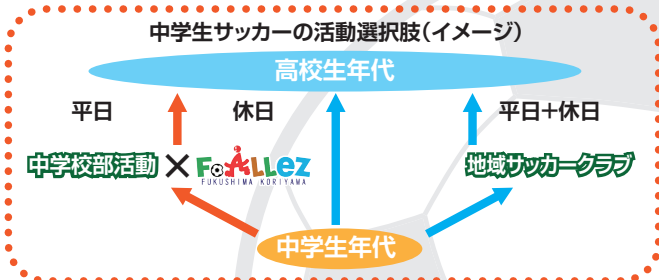 中学生サッカーの活動選択肢（イメージ）
高校生年代
平日
休日
平日+休日
中学校部活動
×
FORALLEZ
FUKUSHIMA KORIYAMA
地域サッカークラブ
中学生年代